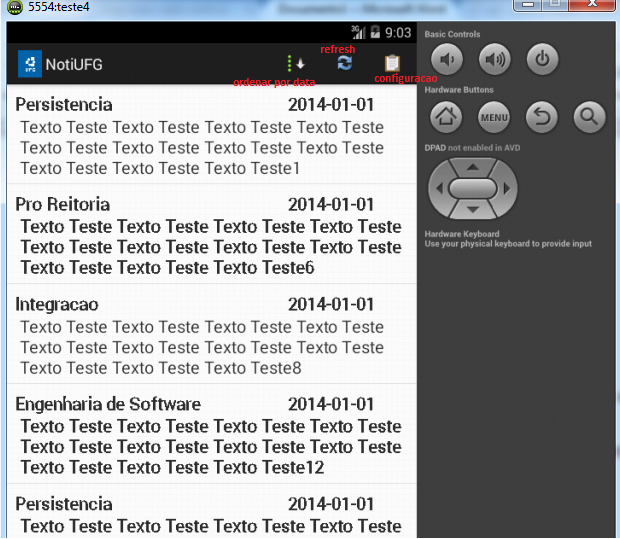 5554:teste4
3G 9:03
Basic Controls
Hardware Buttons
MENU
DPAD not enabled in AVD
Hardware Keyboard
Use your physical keyboard to provide input
UFG NotiUFG
refresh
ordenar por data
configuracao
Persistencia 2014-01-01
Texto Teste Texto Teste Texto Teste Texto Teste
Texto Teste Texto Teste Texto Teste Texto Teste
Texto Teste Texto Teste Texto Teste1
Pro Reitoria 2014-01-01
Texto Teste Texto Teste Texto Teste Texto Teste
Texto Teste Texto Teste Texto Teste Texto Teste
Texto Teste Texto Teste Texto Teste6
Integracao 2014-01-01
Texto Teste Texto Teste Texto Teste Texto Teste
Texto Teste Texto Teste Texto Teste Texto Teste
Texto Teste Texto Teste Texto Teste8
Engenharia de Software 2014-01-01
Texto Teste Texto Teste Texto Teste Texto Teste
Texto Teste Texto Teste Texto Teste Texto Teste
Texto Teste Texto Teste Texto Teste12
Persistencia 2014-01-01
Texto Teste Texto Teste Texto Teste Texto Teste